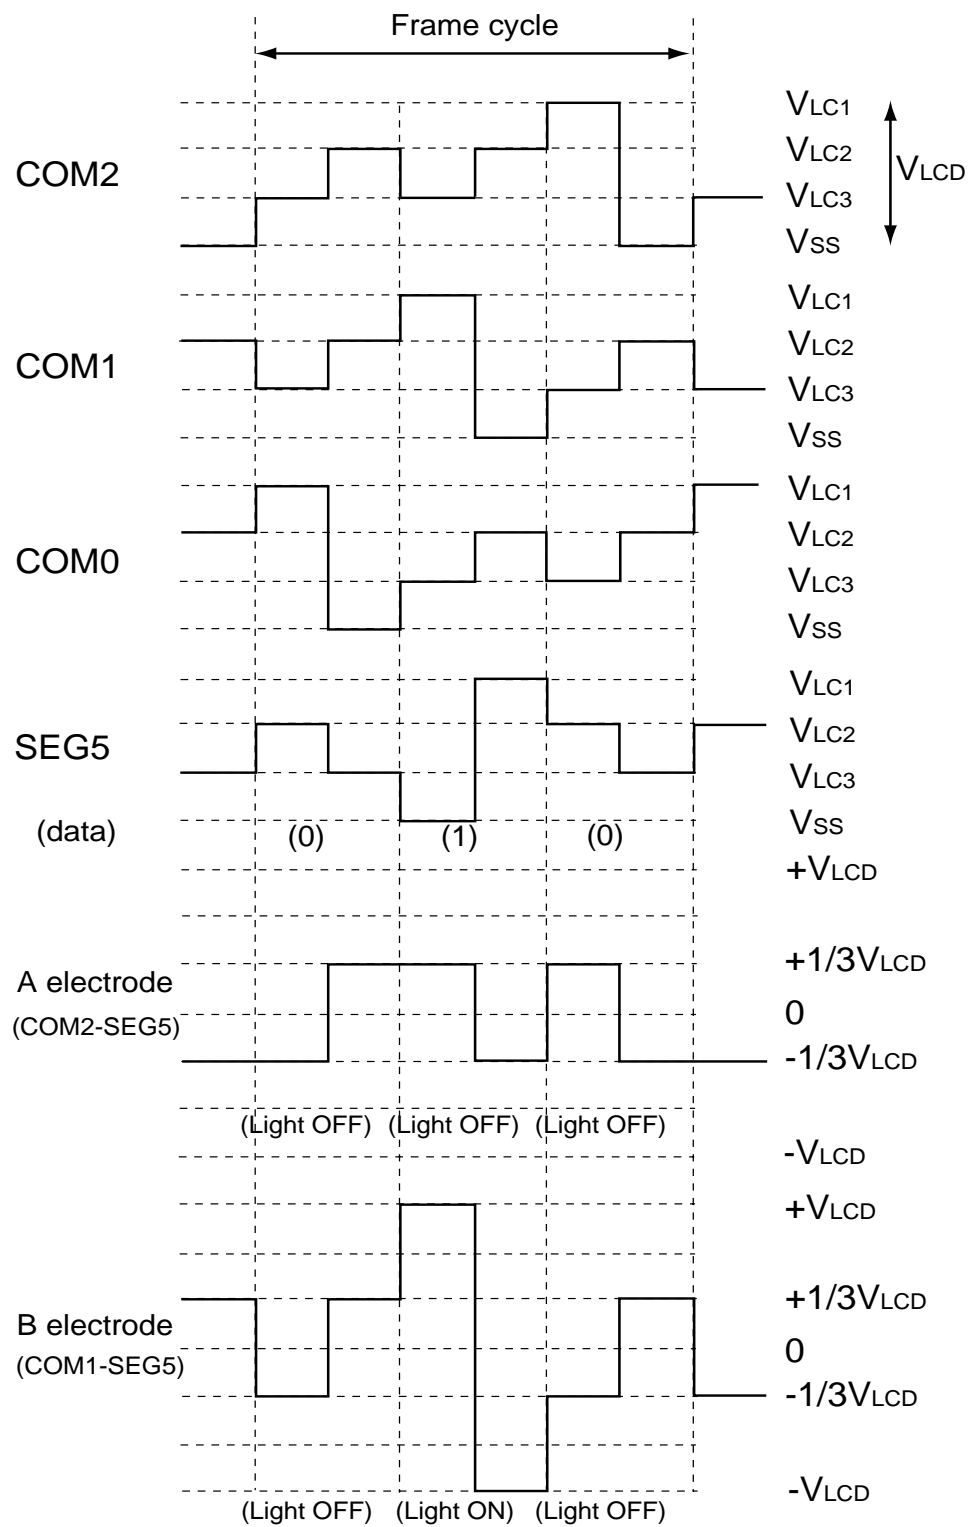 Frame cycle
COM2
VLC1
VLC2
VLC3
VSS
VLCD
COM1
VLC1
VLC2
VLC3
VSS
COM0
VLC1
VLC2
VLC3
VSS
SEG5
VLC1
VLC2
VLC3
VSS
(data) (0) (1) (0)
+VLCD
A electrode
(COM2-SEG5)
+1/3VLCD
0
-1/3VLCD
(Light OFF) (Light OFF) (Light OFF)
-VLCD
+VLCD
B electrode
(COM1-SEG5)
+1/3VLCD
0
-1/3VLCD
-VLCD
(Light OFF) (Light ON) (Light OFF)